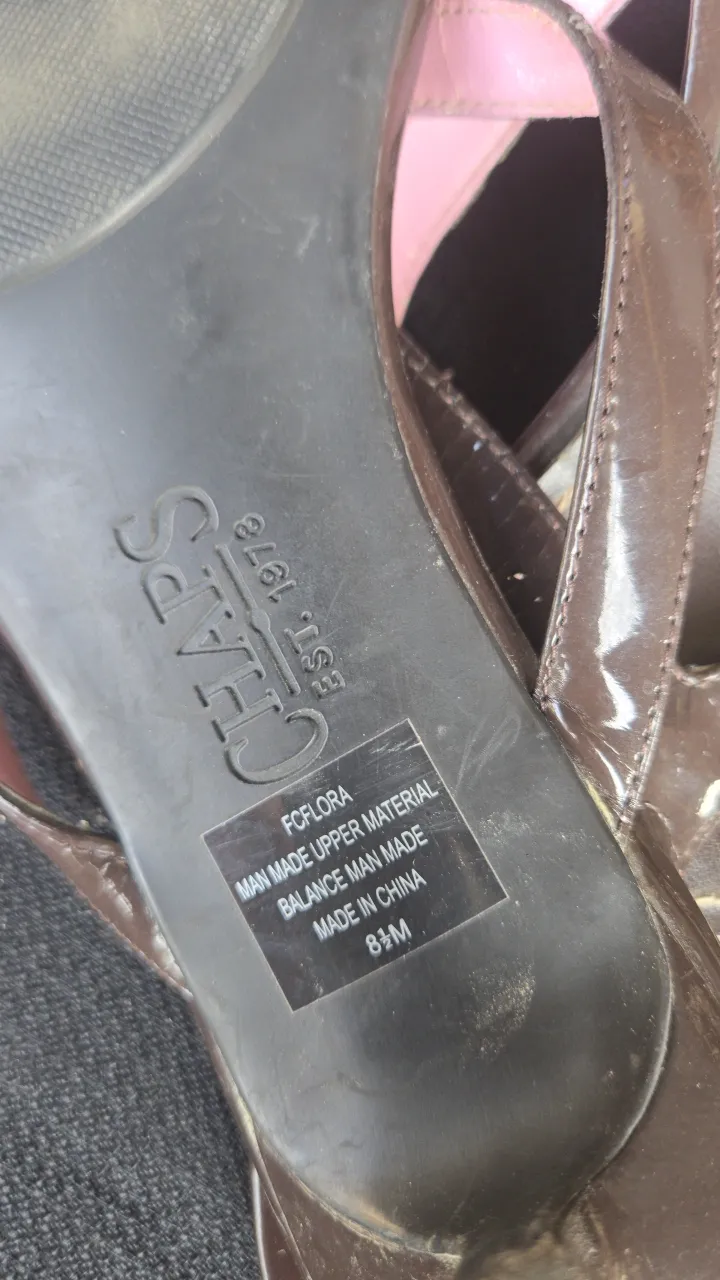 CHAPS
EST. 1978
FCFLORA
MAN MADE UPPER MATERIAL
BALANCE MAN MADE
MADE IN CHINA
8½M